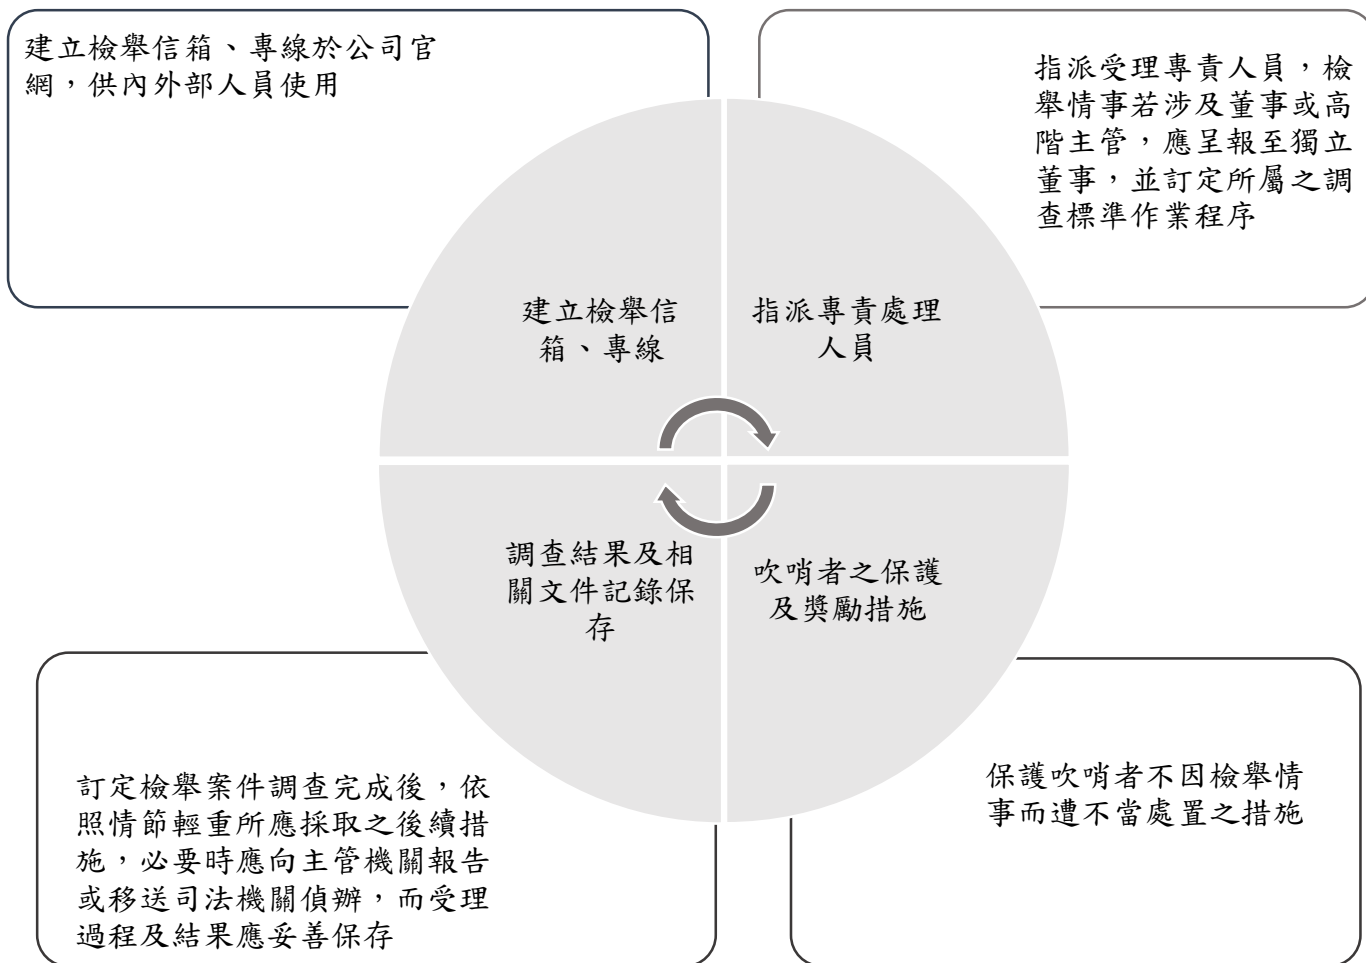 建立檢舉信箱、專線於公司官
網，供內外部人員使用
指派受理專責人員，檢
舉情事若涉及董事或高
階主管，應呈報至獨立
董事，並訂定所屬之調
查標準作業程序
建立檢舉信
箱、專線
指派專責處理
人員
調查結果及相
關文件記錄保
存
吹哨者之保護
及獎勵措施
訂定檢舉案件調查完成後，依
照情節輕重所應採取之後續措
施，必要時應向主管機關報告
或移送司法機關偵辦，而受理
過程及結果應妥善保存
保護吹哨者不因檢舉情
事而遭不當處置之措施